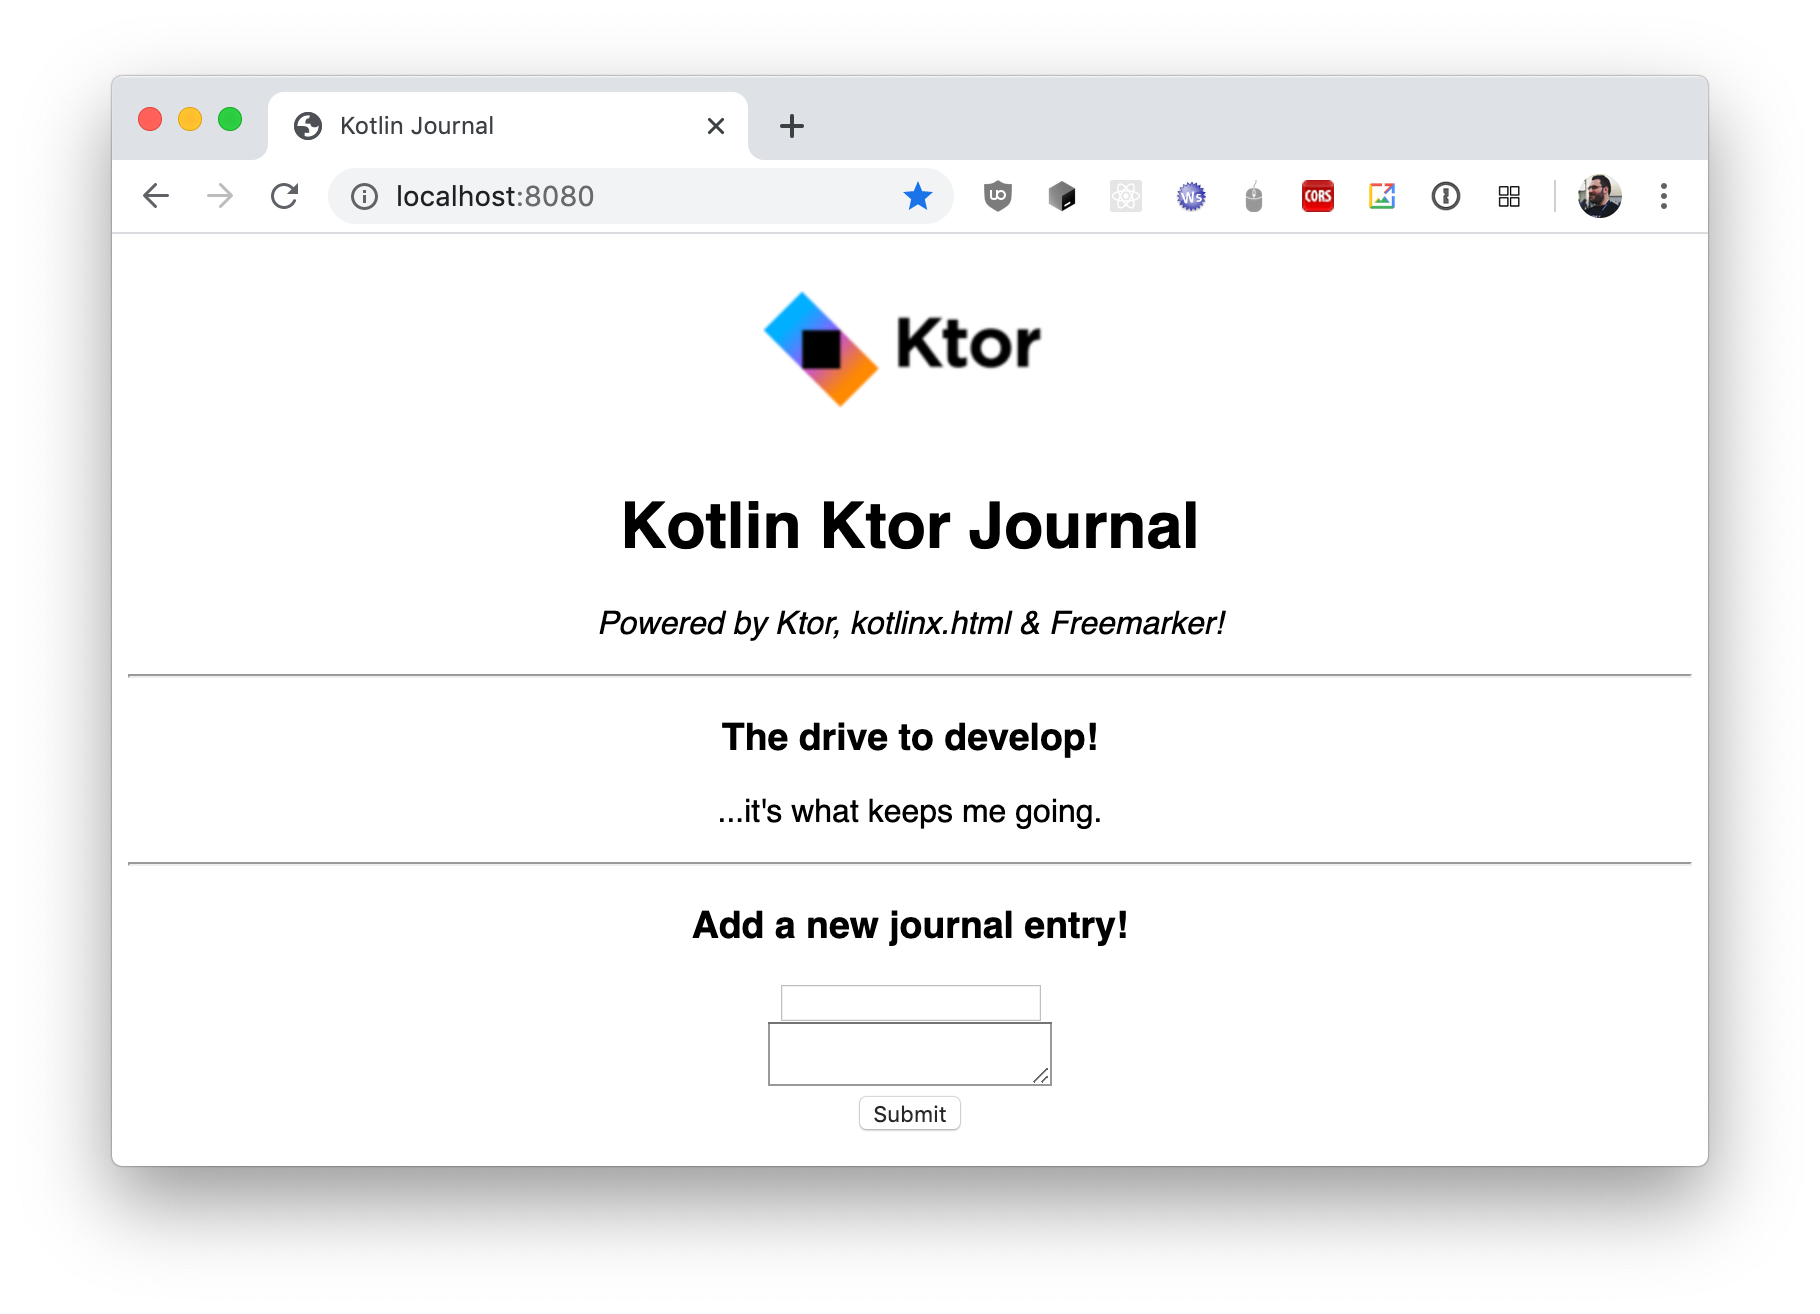 Kotlin Journal
localhost:8080
UO
Ws
CORS
Ktor
Kotlin Ktor Journal
Powered by Ktor, kotlinx.html & Freemarker!
The drive to develop!
...it's what keeps me going.
Add a new journal entry!
Submit